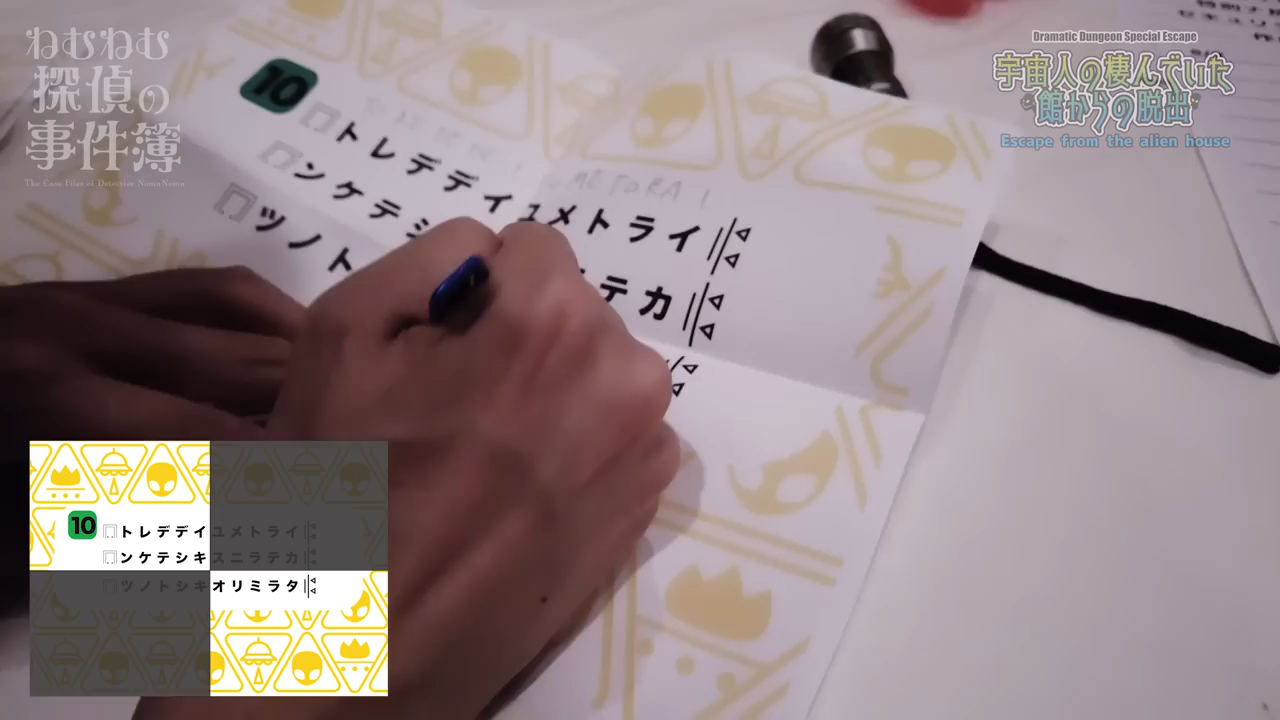 ねむねむ
探偵の
事件簿
The Case Files of Detective NemuNemu
Dramatic Dungeon Special Escape
宇宙人の棲んでいた
館からの脱出
Escape from the alien house
10
トレデデイユメトライ
ンケテシ
テカ
ツノト
METORA I
10
トレデデイユメトライ
ンケテシキスニラテカ
ツノトシキオリミラタ